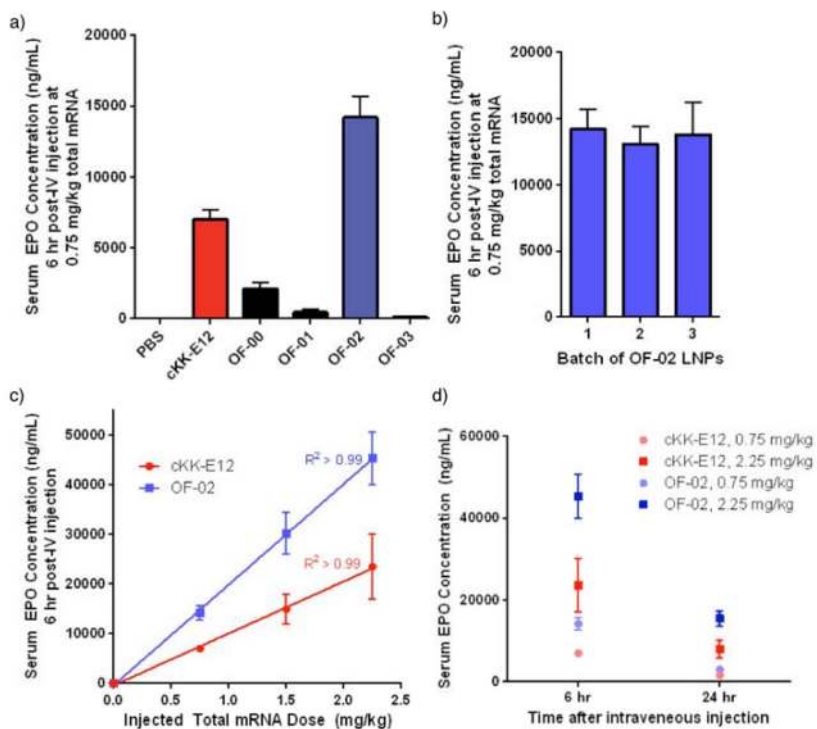 a)
Serum EPO Concentration (ng/mL)
6 hr post-IV injection at
0.75 mg/kg total mRNA
20000
15000
10000
5000
0
PBS
cKK-E12
OF-00
OF-01
OF-02
OF-03
b)
Serum EPO Concentration (ng/mL)
6 hr post-IV injection at
0.75 mg/kg total mRNA
20000
15000
10000
5000
0
1
2
3
Batch of OF-02 LNPs
c)
Serum EPO Concentration (ng/mL)
6 hr post-IV injection
50000
40000
30000
20000
10000
0
cKK-E12
OF-02
R² > 0.99
R² > 0.99
0.0
0.5
1.0
1.5
2.0
2.5
Injected Total mRNA Dose (mg/kg)
d)
Serum EPO Concentration (ng/mL)
60000
40000
20000
0
cKK-E12, 0.75 mg/kg
cKK-E12, 2.25 mg/kg
OF-02, 0.75 mg/kg
OF-02, 2.25 mg/kg
6 hr
24 hr
Time after intraveneous injection